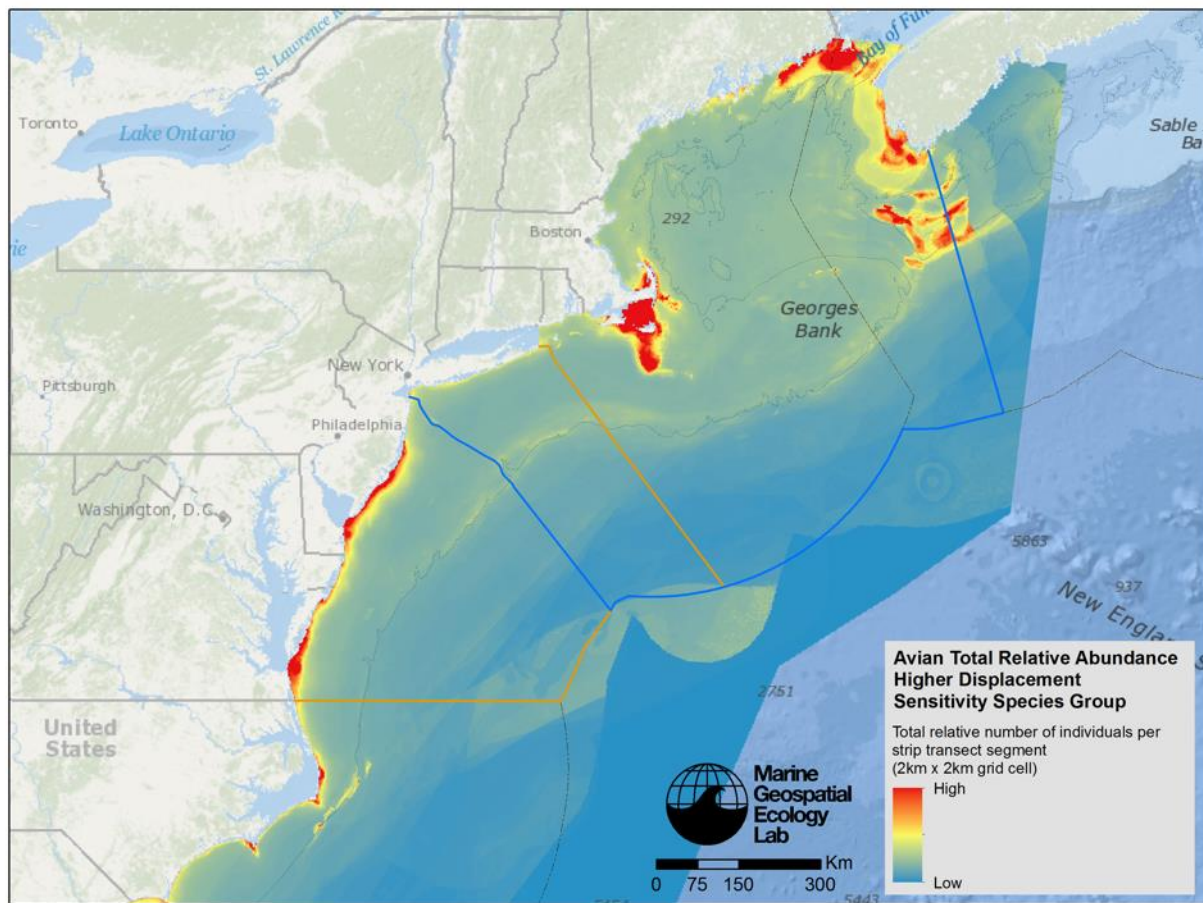 St. Lawrence R
Bay of Fun
Toronto
Lake Ontario
Sable
Ba
292
Boston
rie
Georges
Bank
New York
Pittsburgh
Philadelphia
Washington, D.C.
5863
937
New Engla
s
2751
United
States
Avian Total Relative Abundance
Higher Displacement
Sensitivity Species Group
Total relative number of individuals per
strip transect segment
(2km x 2km grid cell)
High
Low
Marine
Geospatial
Ecology
Lab
Km
0 75 150 300
5443